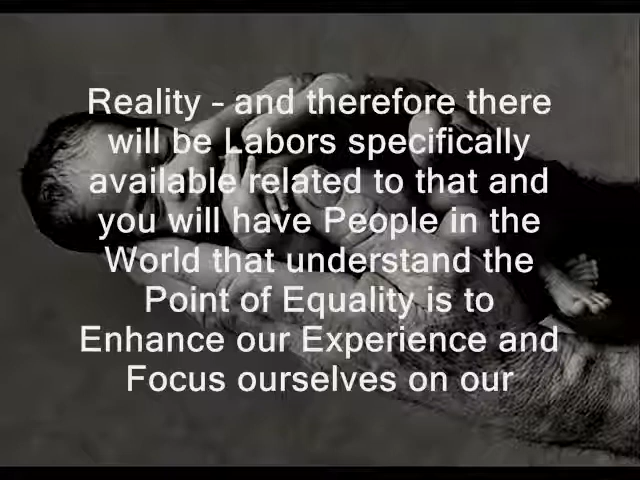 Reality - and therefore there
will be Labors specifically
available related to that and
you will have People in the
World that understand the
Point of Equality is to
Enhance our Experience and
Focus ourselves on our